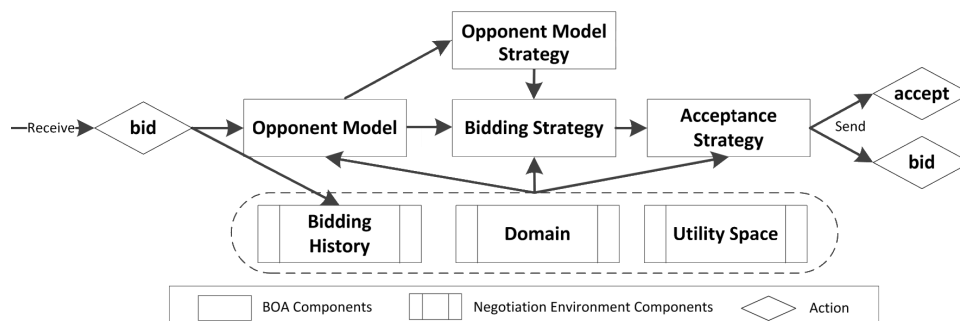 Opponent Model
Strategy
Receive
bid
Opponent Model
Bidding Strategy
Acceptance
Strategy
Send
accept
bid
Bidding
History
Domain
Utility Space
BOA Components
Negotiation Environment Components
Action